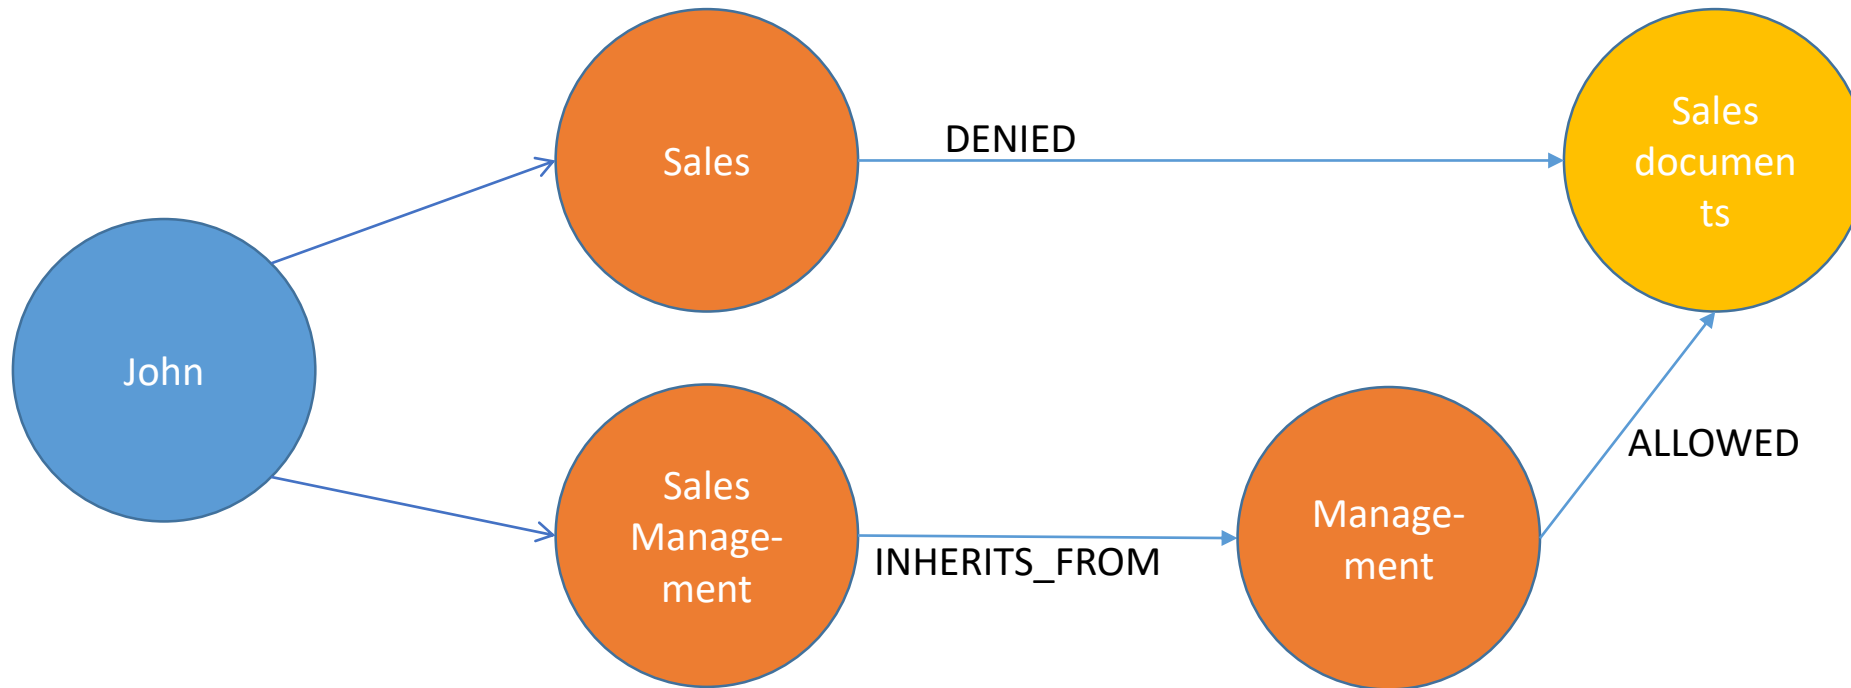 John
Sales
DENIED
Sales
documen
ts
Sales
Manage-
ment
INHERITS_FROM
Manage-
ment
ALLOWED